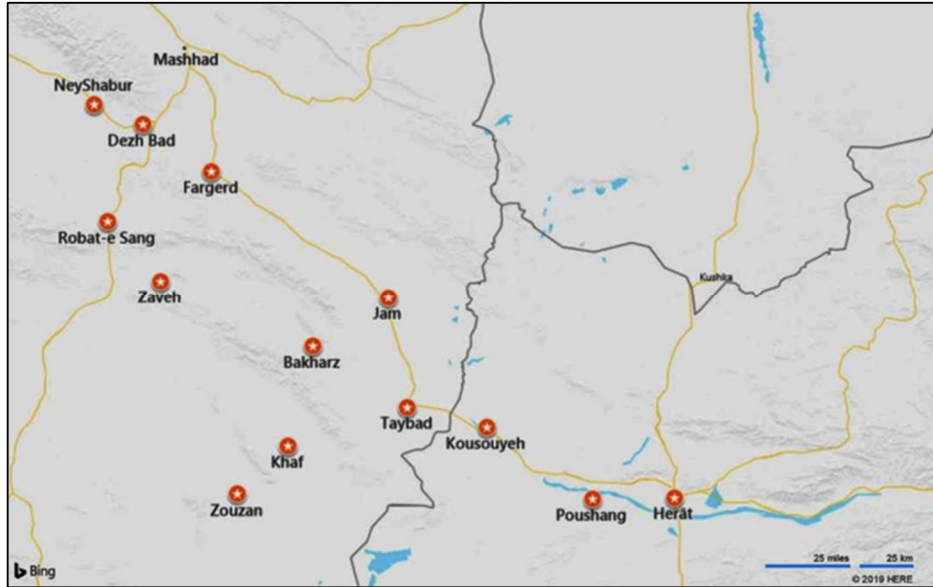 Mashhad
NeyShabur
Dezh Bad
Fargerd
Robat-e Sang
Zaveh
Kushka
Jam
Bakharz
Taybad
Kousouyeh
Khaf
Zouzan
Poushang
Herāt
Bing
25 miles
25 km
© 2019 HERE